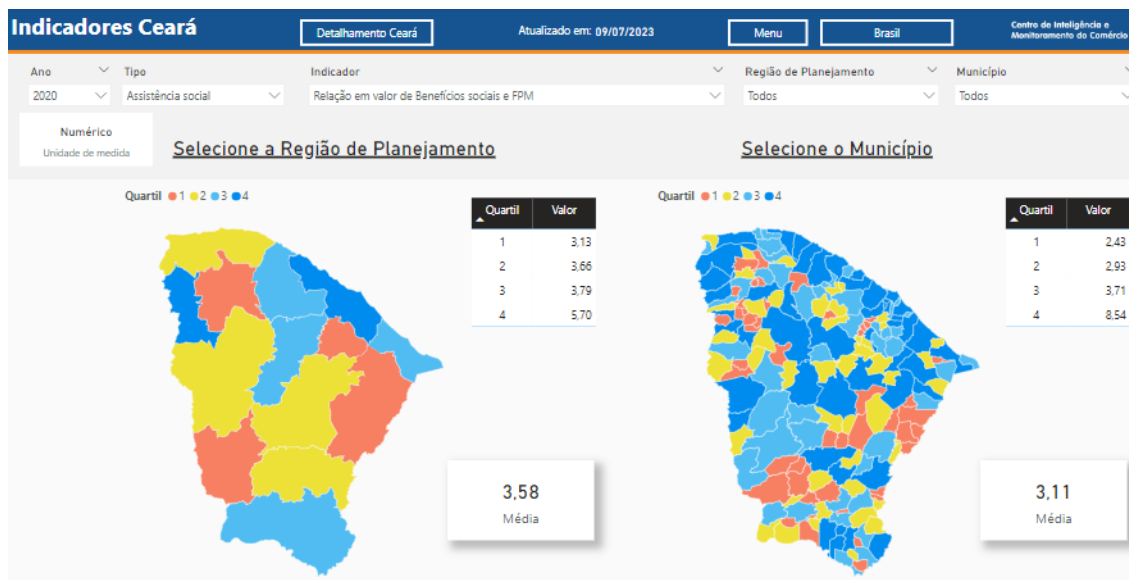 Indicadores Ceará
Detalhamento Ceará
Atualizado em: 09/07/2023
Menu
Brasil
Centro de Inteligência e
Monitoramento do Comércio
Ano
Tipo
Indicador
Região de Planejamento
Município
2020
Assistência social
Relação em valor de Benefícios sociais e FPM
Todos
Todos
Numérico
Unidade de medida
Selecione a Região de Planejamento
Selecione o Município
Quartil 1 2 3 4
Quartil Valor
1 3,13
2 3,66
3 3,79
4 5,70
3,58
Média
Quartil 1 2 3 4
Quartil Valor
1 2,43
2 2,93
3 3,71
4 8,54
3,11
Média